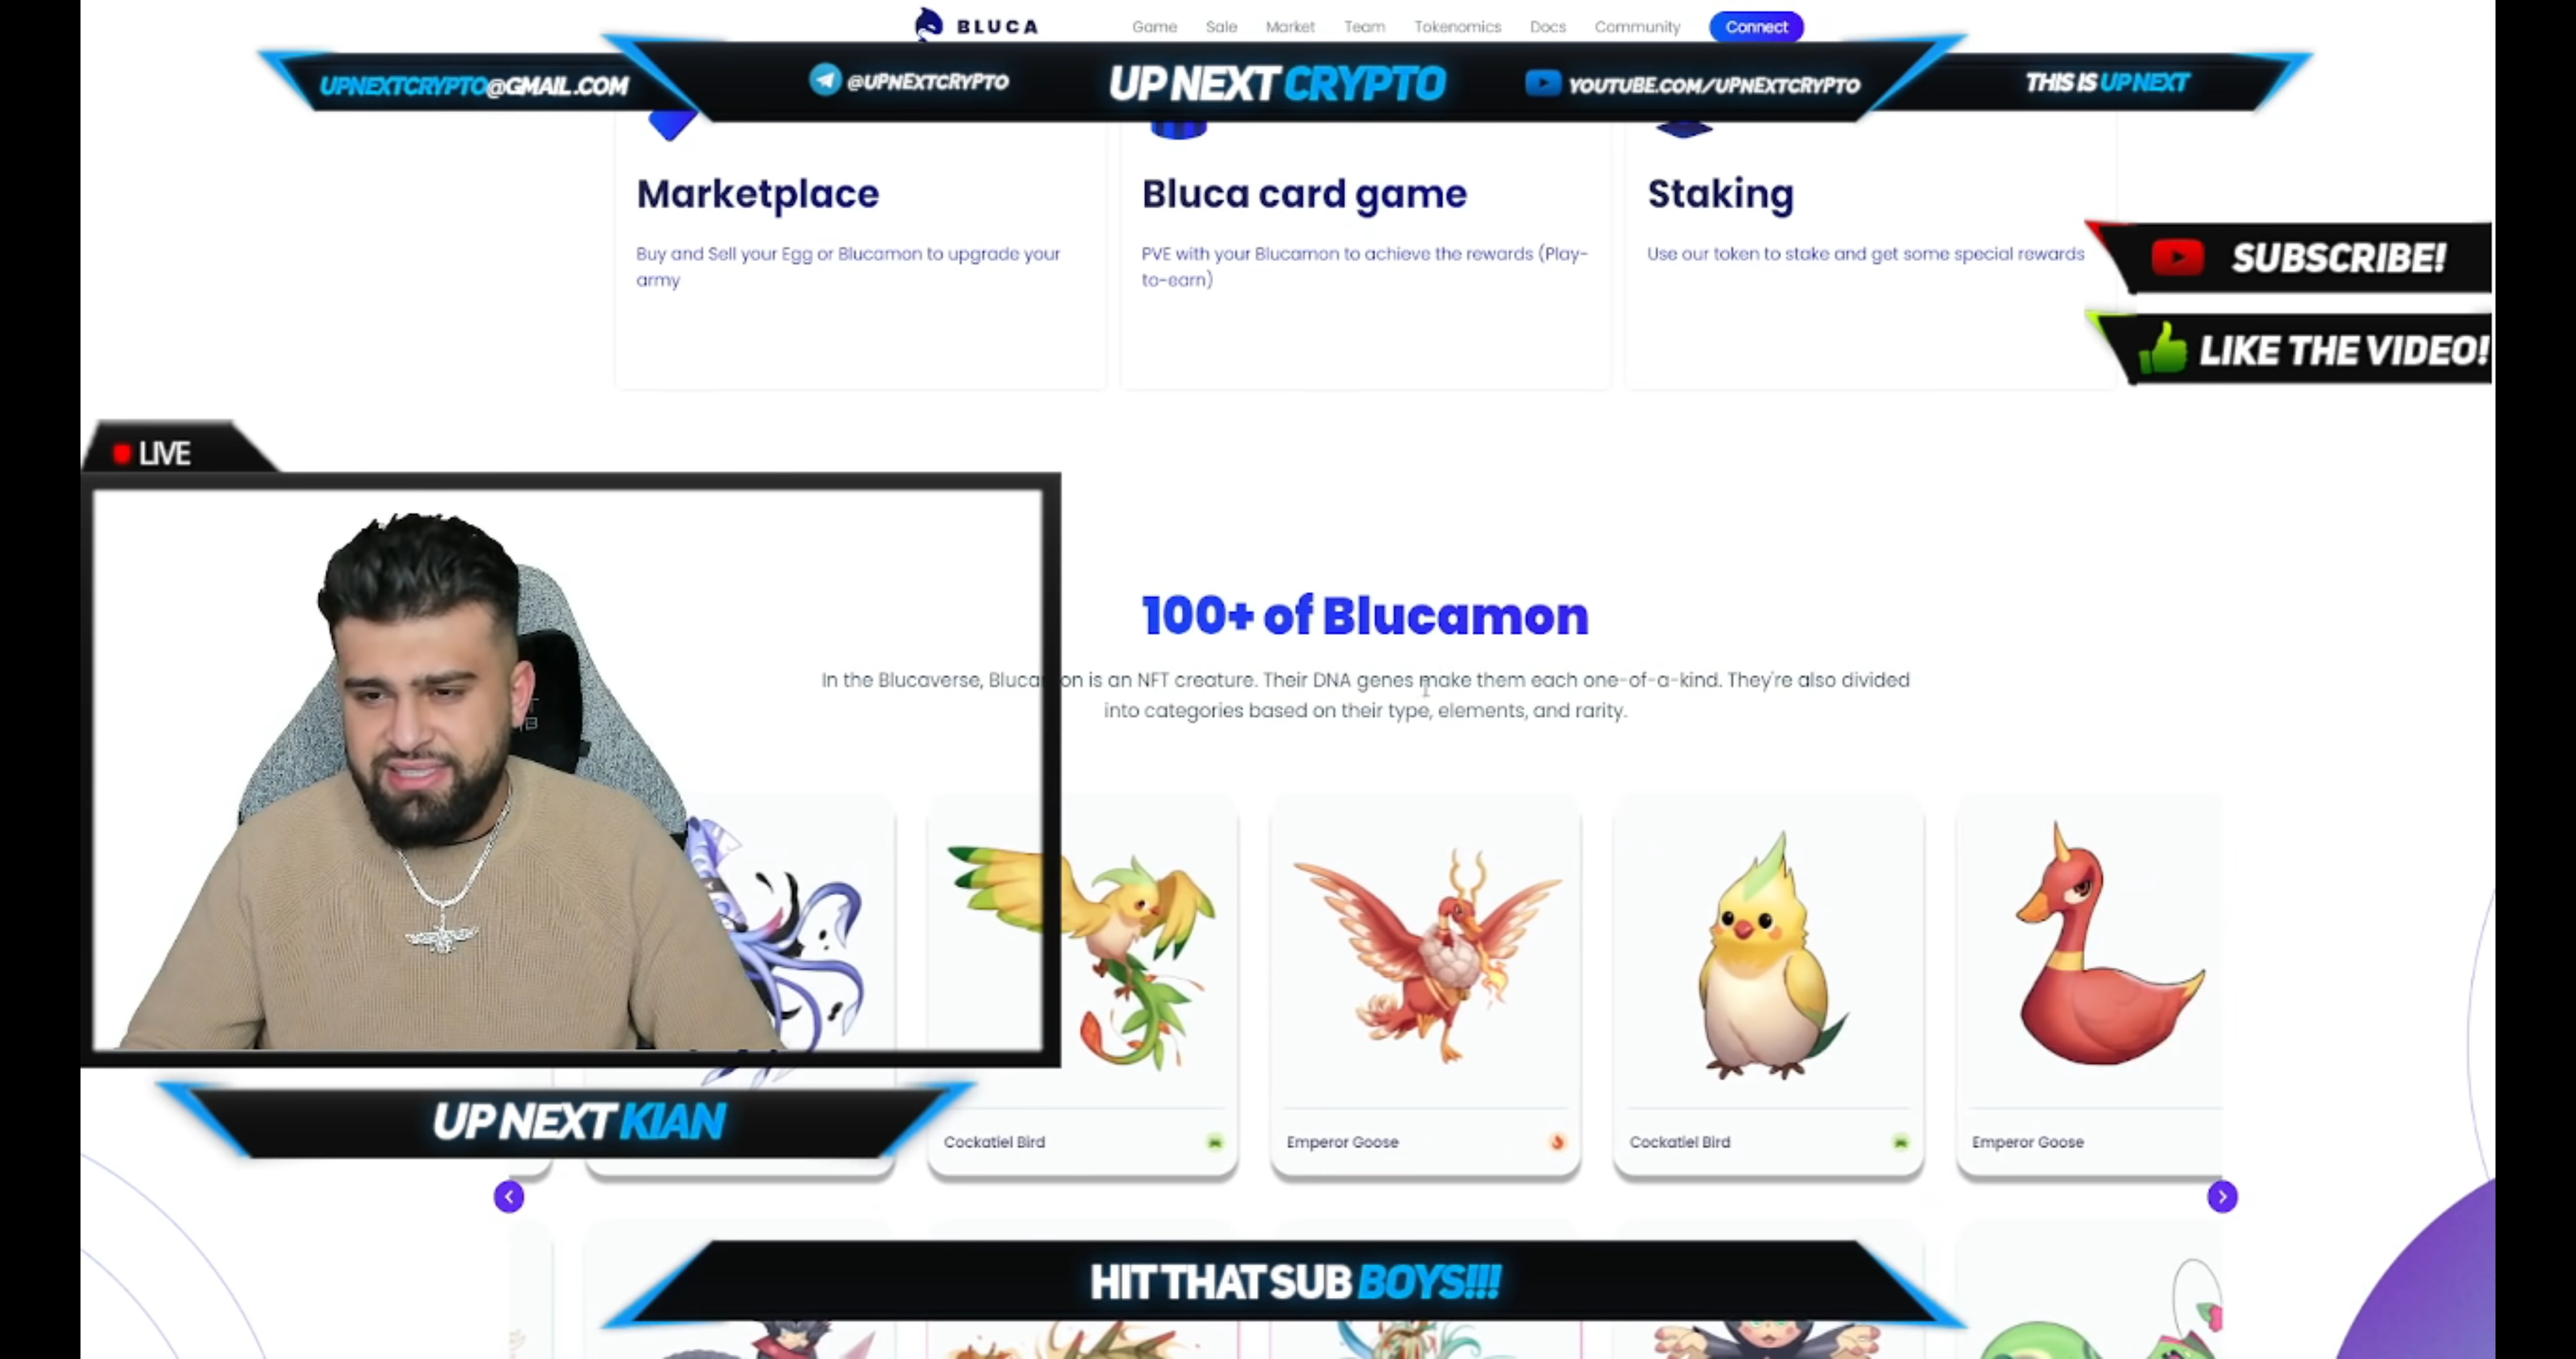 BLUCA
Game Sale Market Team Tokenomics Docs Community Connect
UPNEXTCRYPTO@GMAIL.COM
@UPNEXTCRYPTO
UP NEXT CRYPTO
YOUTUBE.COM/UPNEXTCRYPTO
THIS IS UP NEXT
Marketplace
Buy and Sell your Egg or Blucamon to upgrade your
army
Bluca card game
PVE with your Blucamon to achieve the rewards (Play-
to-earn)
Staking
Use our token to stake and get some special rewards
SUBSCRIBE!
LIKE THE VIDEO!
LIVE
100+ of Blucamon
In the Blucaverse, Blucamon is an NFT creature. Their DNA genes make them each one-of-a-kind. They're also divided
into categories based on their type, elements, and rarity.
UP NEXT KIAN
Cockatiel Bird
Emperor Goose
Cockatiel Bird
Emperor Goose
HIT THAT SUB BOYS!!!